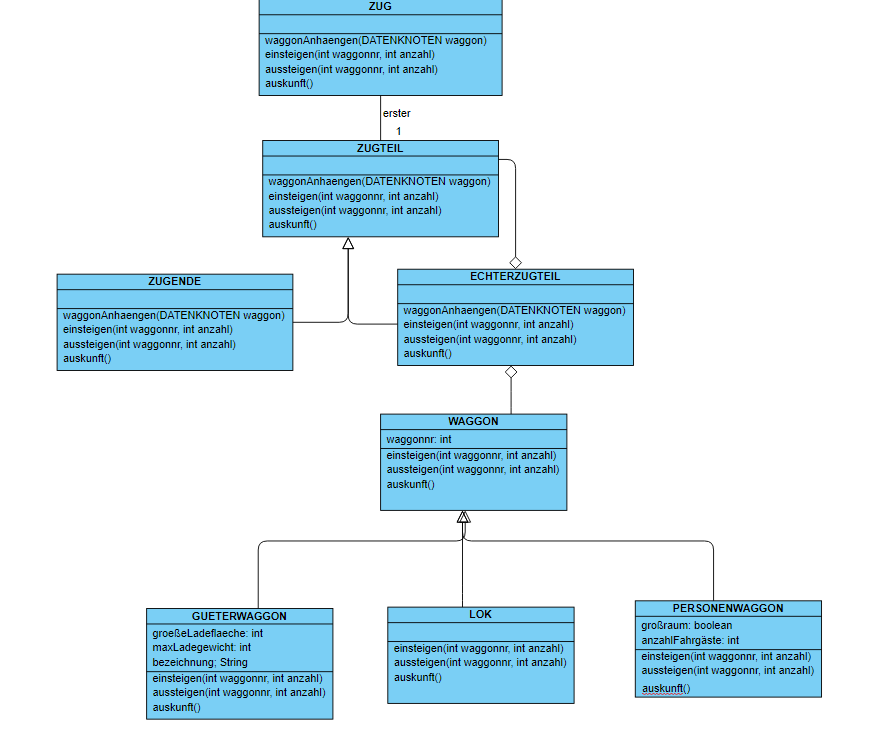 ZUG
waggonAnhaengen(DATENKNOTEN waggon)
einsteigen(int waggonnr, int anzahl)
aussteigen(int waggonnr, int anzahl)
auskunft()
erster
1
ZUGTEIL
waggonAnhaengen(DATENKNOTEN waggon)
einsteigen(int waggonnr, int anzahl)
aussteigen(int waggonnr, int anzahl)
auskunft()
ZUGENDE
waggonAnhaengen(DATENKNOTEN waggon)
einsteigen(int waggonnr, int anzahl)
aussteigen(int waggonnr, int anzahl)
auskunft()
ECHTERZUGTEIL
waggonAnhaengen(DATENKNOTEN waggon)
einsteigen(int waggonnr, int anzahl)
aussteigen(int waggonnr, int anzahl)
auskunft()
WAGGON
waggonnr: int
einsteigen(int waggonnr, int anzahl)
aussteigen(int waggonnr, int anzahl)
auskunft()
GUETERWAGGON
groeßeLadeflaeche: int
maxLadegewicht: int
bezeichnung; String
einsteigen(int waggonnr, int anzahl)
aussteigen(int waggonnr, int anzahl)
auskunft()
LOK
einsteigen(int waggonnr, int anzahl)
aussteigen(int waggonnr, int anzahl)
auskunft()
PERSONENWAGGON
großraum: boolean
anzahlFahrgäste: int
einsteigen(int waggonnr, int anzahl)
aussteigen(int waggonnr, int anzahl)
auskunft()